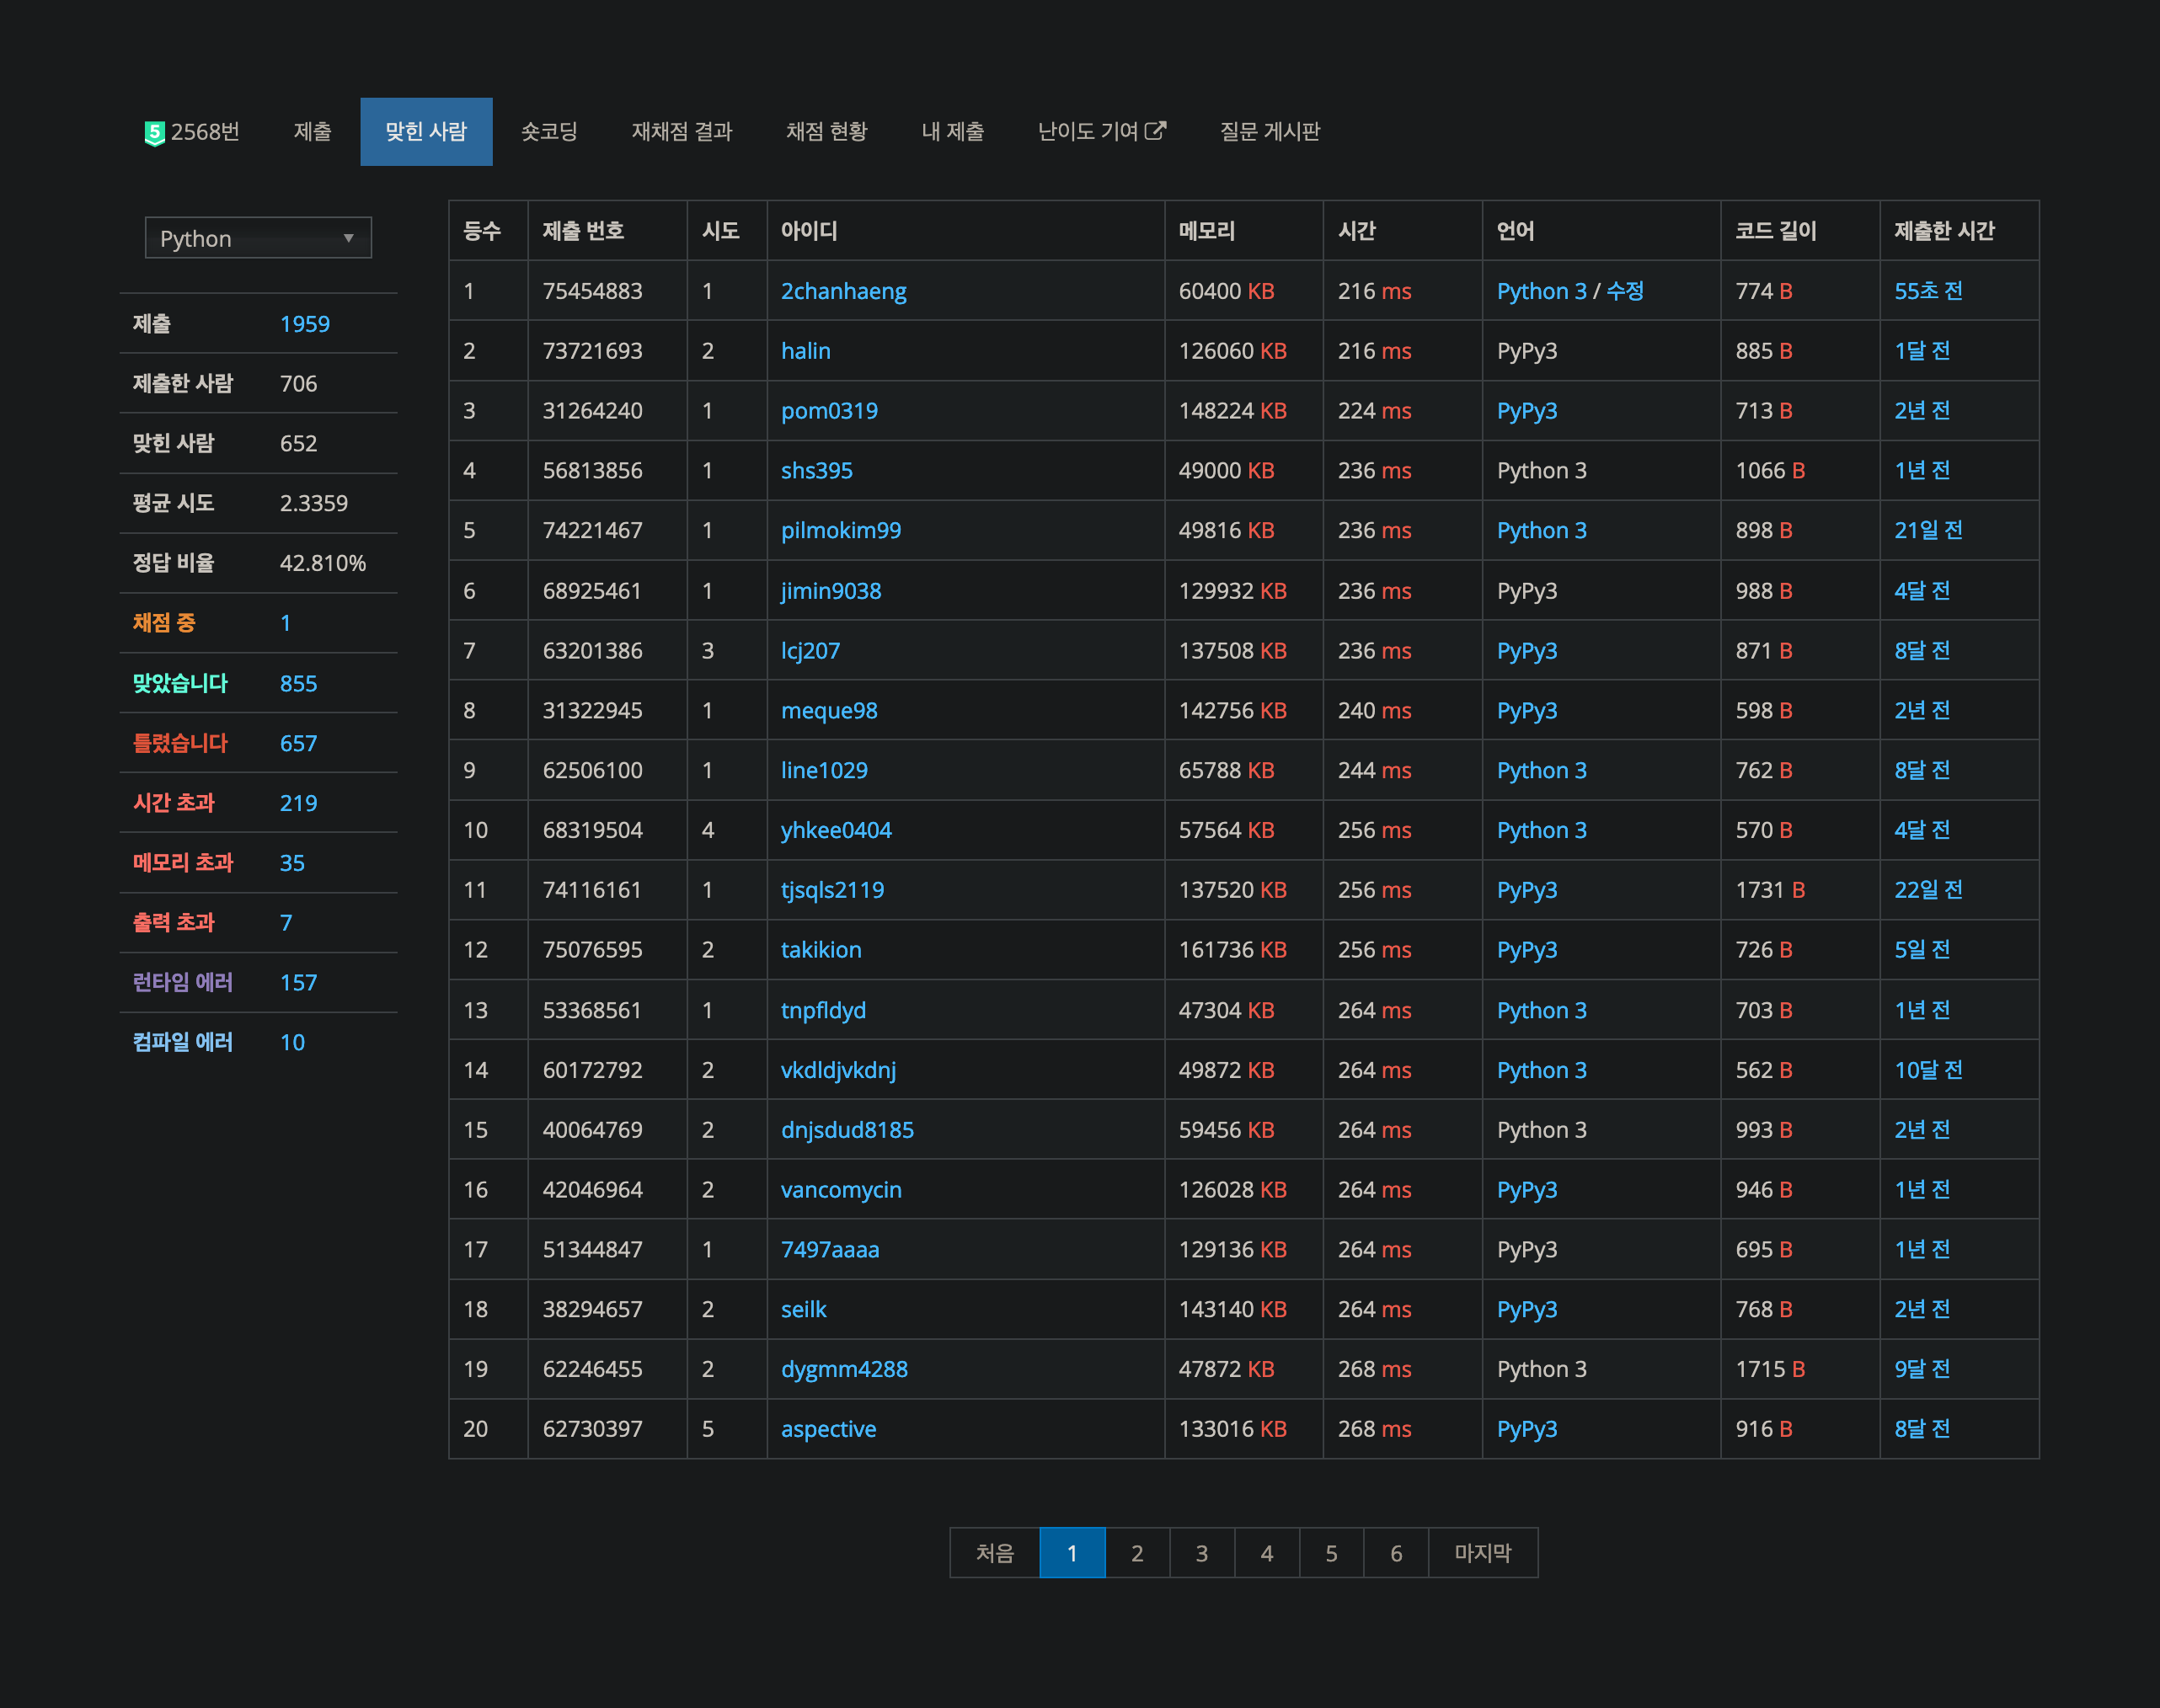 5 2568번 제출 맞힌 사람 숏코딩 재채점 결과 채점 현황 내 제출 난이도 기여 질문 게시판
Python
제출 1959
제출한 사람 706
맞힌 사람 652
평균 시도 2.3359
정답 비율 42.810%
채점 중 1
맞았습니다 855
틀렸습니다 657
시간 초과 219
메모리 초과 35
출력 초과 7
런타임 에러 157
컴파일 에러 10
등수 제출 번호 시도 아이디 메모리 시간 언어 코드 길이 제출한 시간
1 75454883 1 2chanhaeng 60400 KB 216 ms Python 3 / 수정 774 B 55초 전
2 73721693 2 halin 126060 KB 216 ms PyPy3 885 B 1달 전
3 31264240 1 pom0319 148224 KB 224 ms PyPy3 713 B 2년 전
4 56813856 1 shs395 49000 KB 236 ms Python 3 1066 B 1년 전
5 74221467 1 pilmokim99 49816 KB 236 ms Python 3 898 B 21일 전
6 68925461 1 jimin9038 129932 KB 236 ms PyPy3 988 B 4달 전
7 63201386 3 lcj207 137508 KB 236 ms PyPy3 871 B 8달 전
8 31322945 1 meque98 142756 KB 240 ms PyPy3 598 B 2년 전
9 62506100 1 line1029 65788 KB 244 ms Python 3 762 B 8달 전
10 68319504 4 yhkee0404 57564 KB 256 ms Python 3 570 B 4달 전
11 74116161 1 tjsqls2119 137520 KB 256 ms PyPy3 1731 B 22일 전
12 75076595 2 takikion 161736 KB 256 ms PyPy3 726 B 5일 전
13 53368561 1 tnpfldyd 47304 KB 264 ms Python 3 703 B 1년 전
14 60172792 2 vkdldjvkdnj 49872 KB 264 ms Python 3 562 B 10달 전
15 40064769 2 dnjsdud8185 59456 KB 264 ms Python 3 993 B 2년 전
16 42046964 2 vancomycin 126028 KB 264 ms PyPy3 946 B 1년 전
17 51344847 1 7497aaaa 129136 KB 264 ms PyPy3 695 B 1년 전
18 38294657 2 seilk 143140 KB 264 ms PyPy3 768 B 2년 전
19 62246455 2 dygmm4288 47872 KB 268 ms Python 3 1715 B 9달 전
20 62730397 5 aspective 133016 KB 268 ms PyPy3 916 B 8달 전
처음 1 2 3 4 5 6 마지막